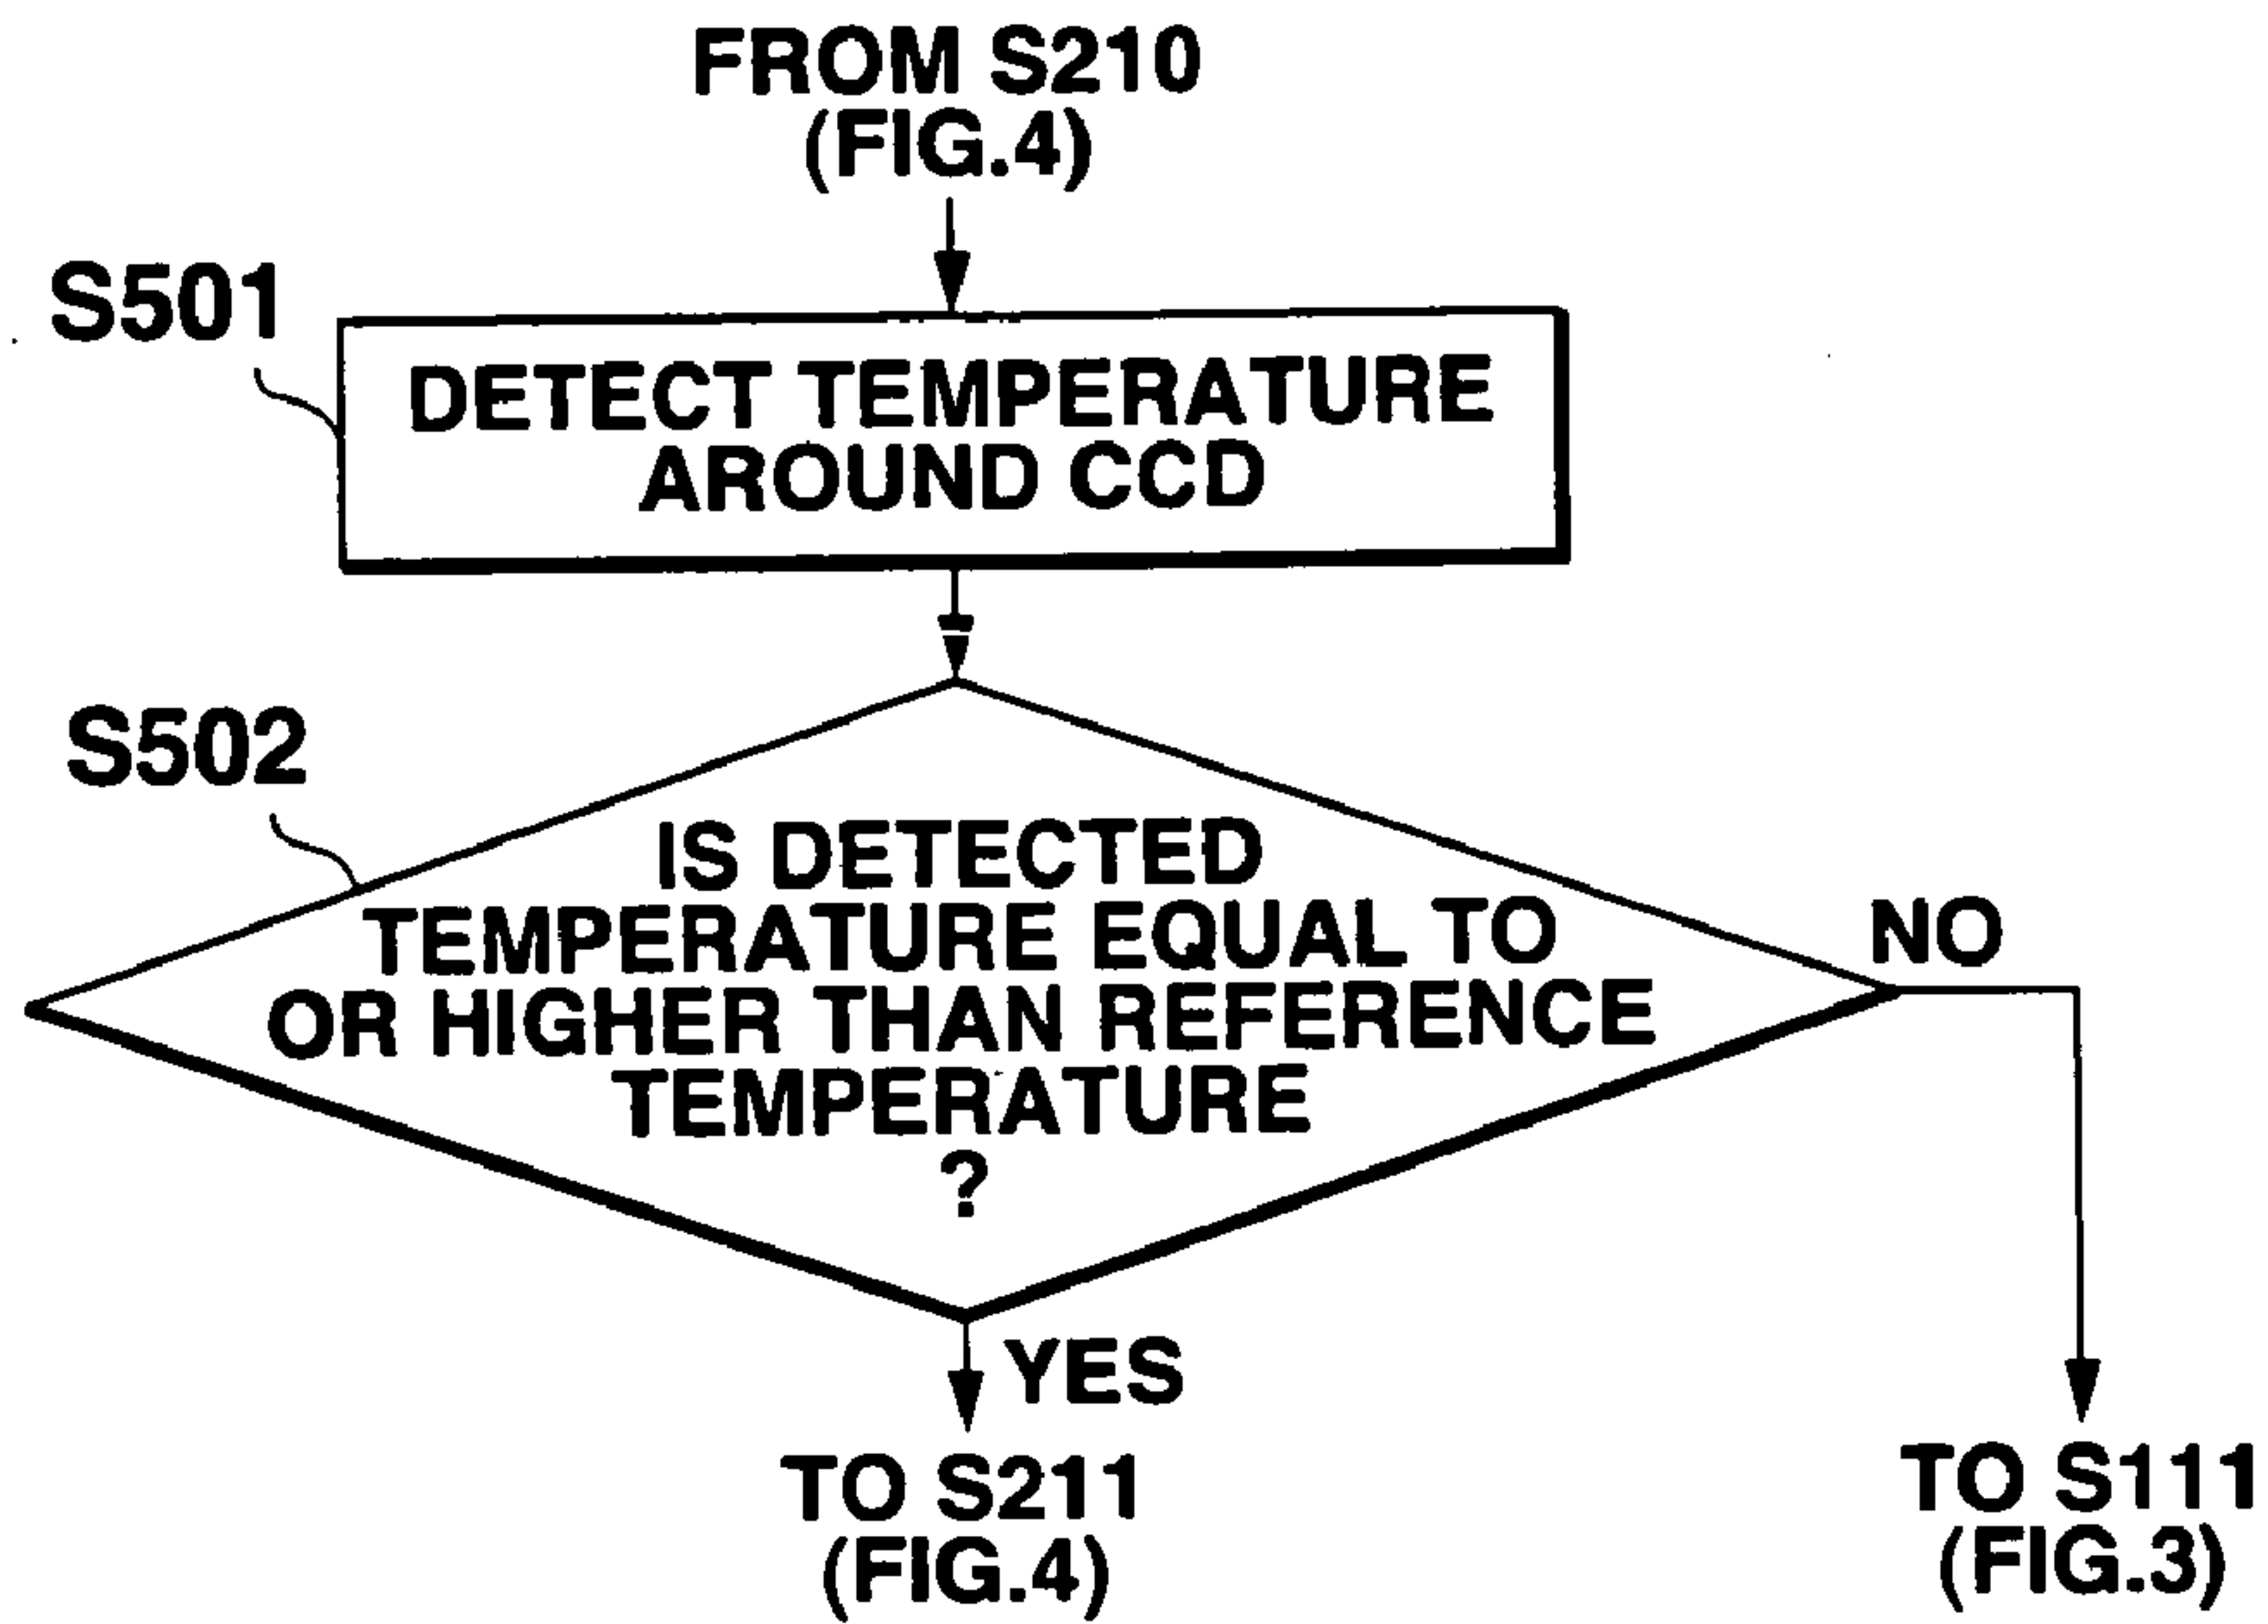 FROM S210
(FIG.4)
S501
DETECT TEMPERATURE
AROUND CCD
S502
IS DETECTED
TEMPERATURE EQUAL TO
OR HIGHER THAN REFERENCE
TEMPERATURE
?
NO
YES
TO S211
(FIG.4)
TO S111
(FIG.3)